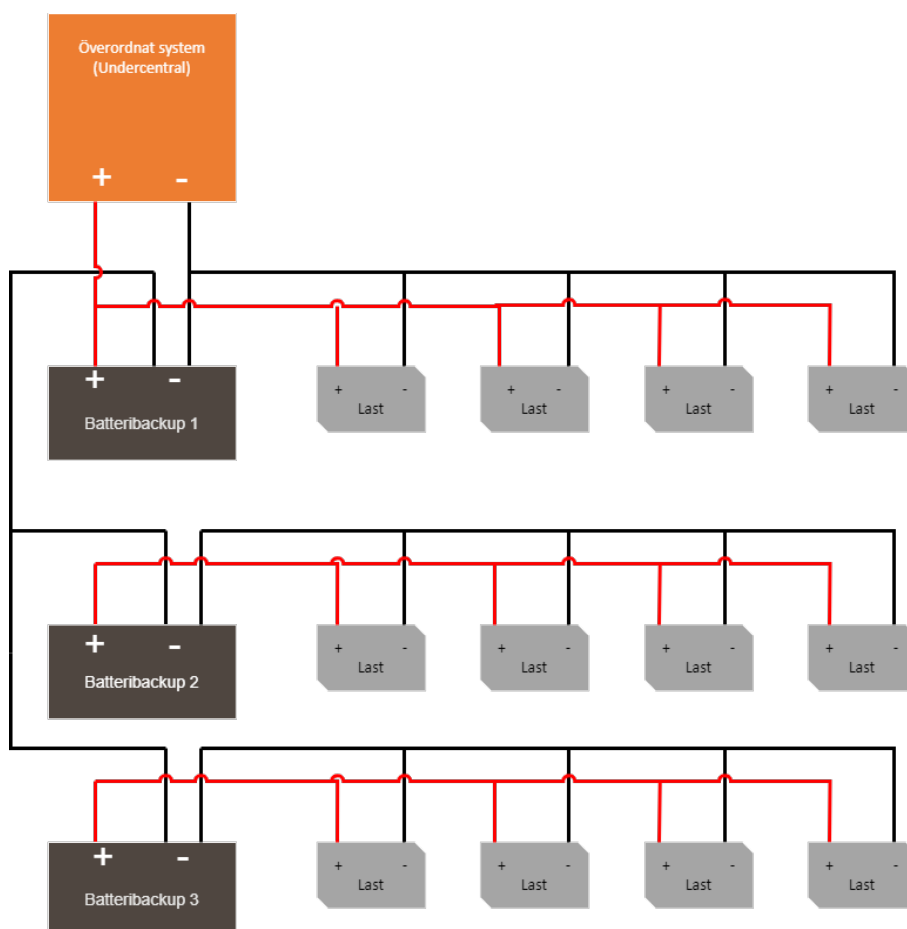 Överordnat system
(Undercentral)
+ -
+ -
Batteribackup 1
+ -
Last
+ -
Last
+ -
Last
+ -
Last
+ -
Batteribackup 2
+ -
Last
+ -
Last
+ -
Last
+ -
Last
+ -
Batteribackup 3
+ -
Last
+ -
Last
+ -
Last
+ -
Last